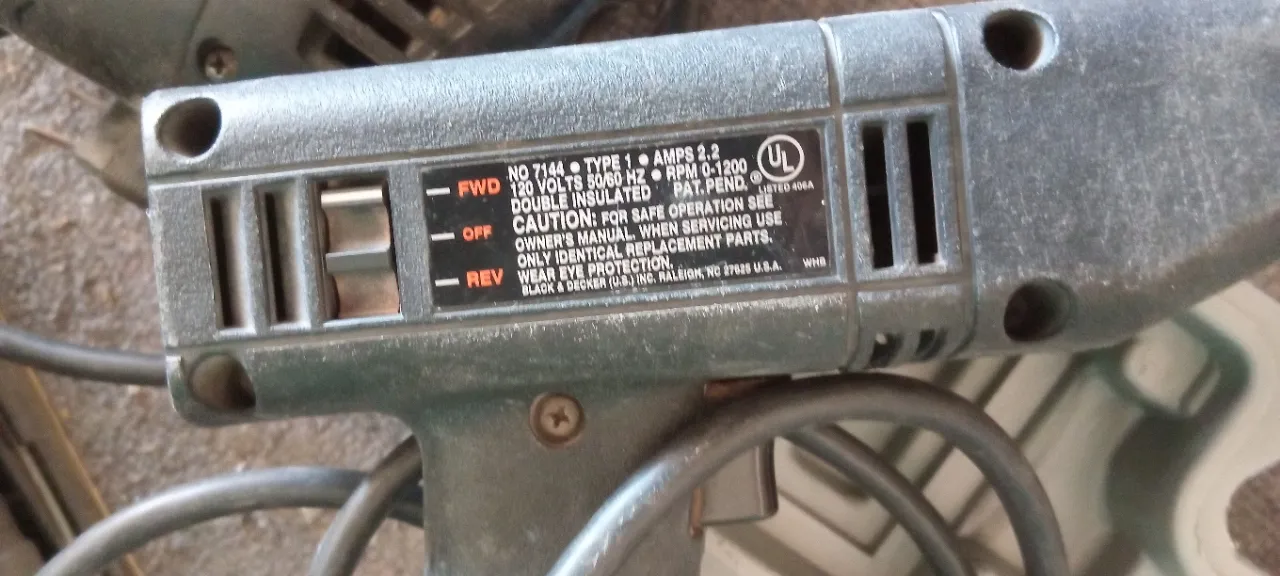 FWD
OFF
REV
NO 7144 • TYPE 1 • AMPS 2.2
120 VOLTS 50/60 HZ • RPM 0-1200
DOUBLE INSULATED PAT. PEND.
CAUTION: FOR SAFE OPERATION SEE
OWNER'S MANUAL. WHEN SERVICING USE
ONLY IDENTICAL REPLACEMENT PARTS.
WEAR EYE PROTECTION.
BLACK & DECKER (U.S.) INC. RALEIGH, NC 27625 U.S.A.
UL
®
LISTED 406A
WHB